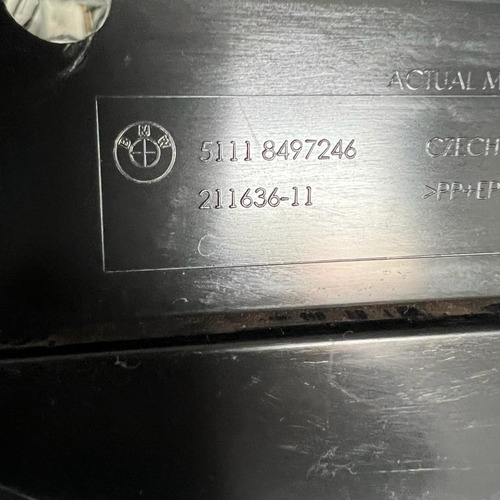 ACTUAL M
BMW
5111 8497246
CZECH
211636-11
>PP+EP